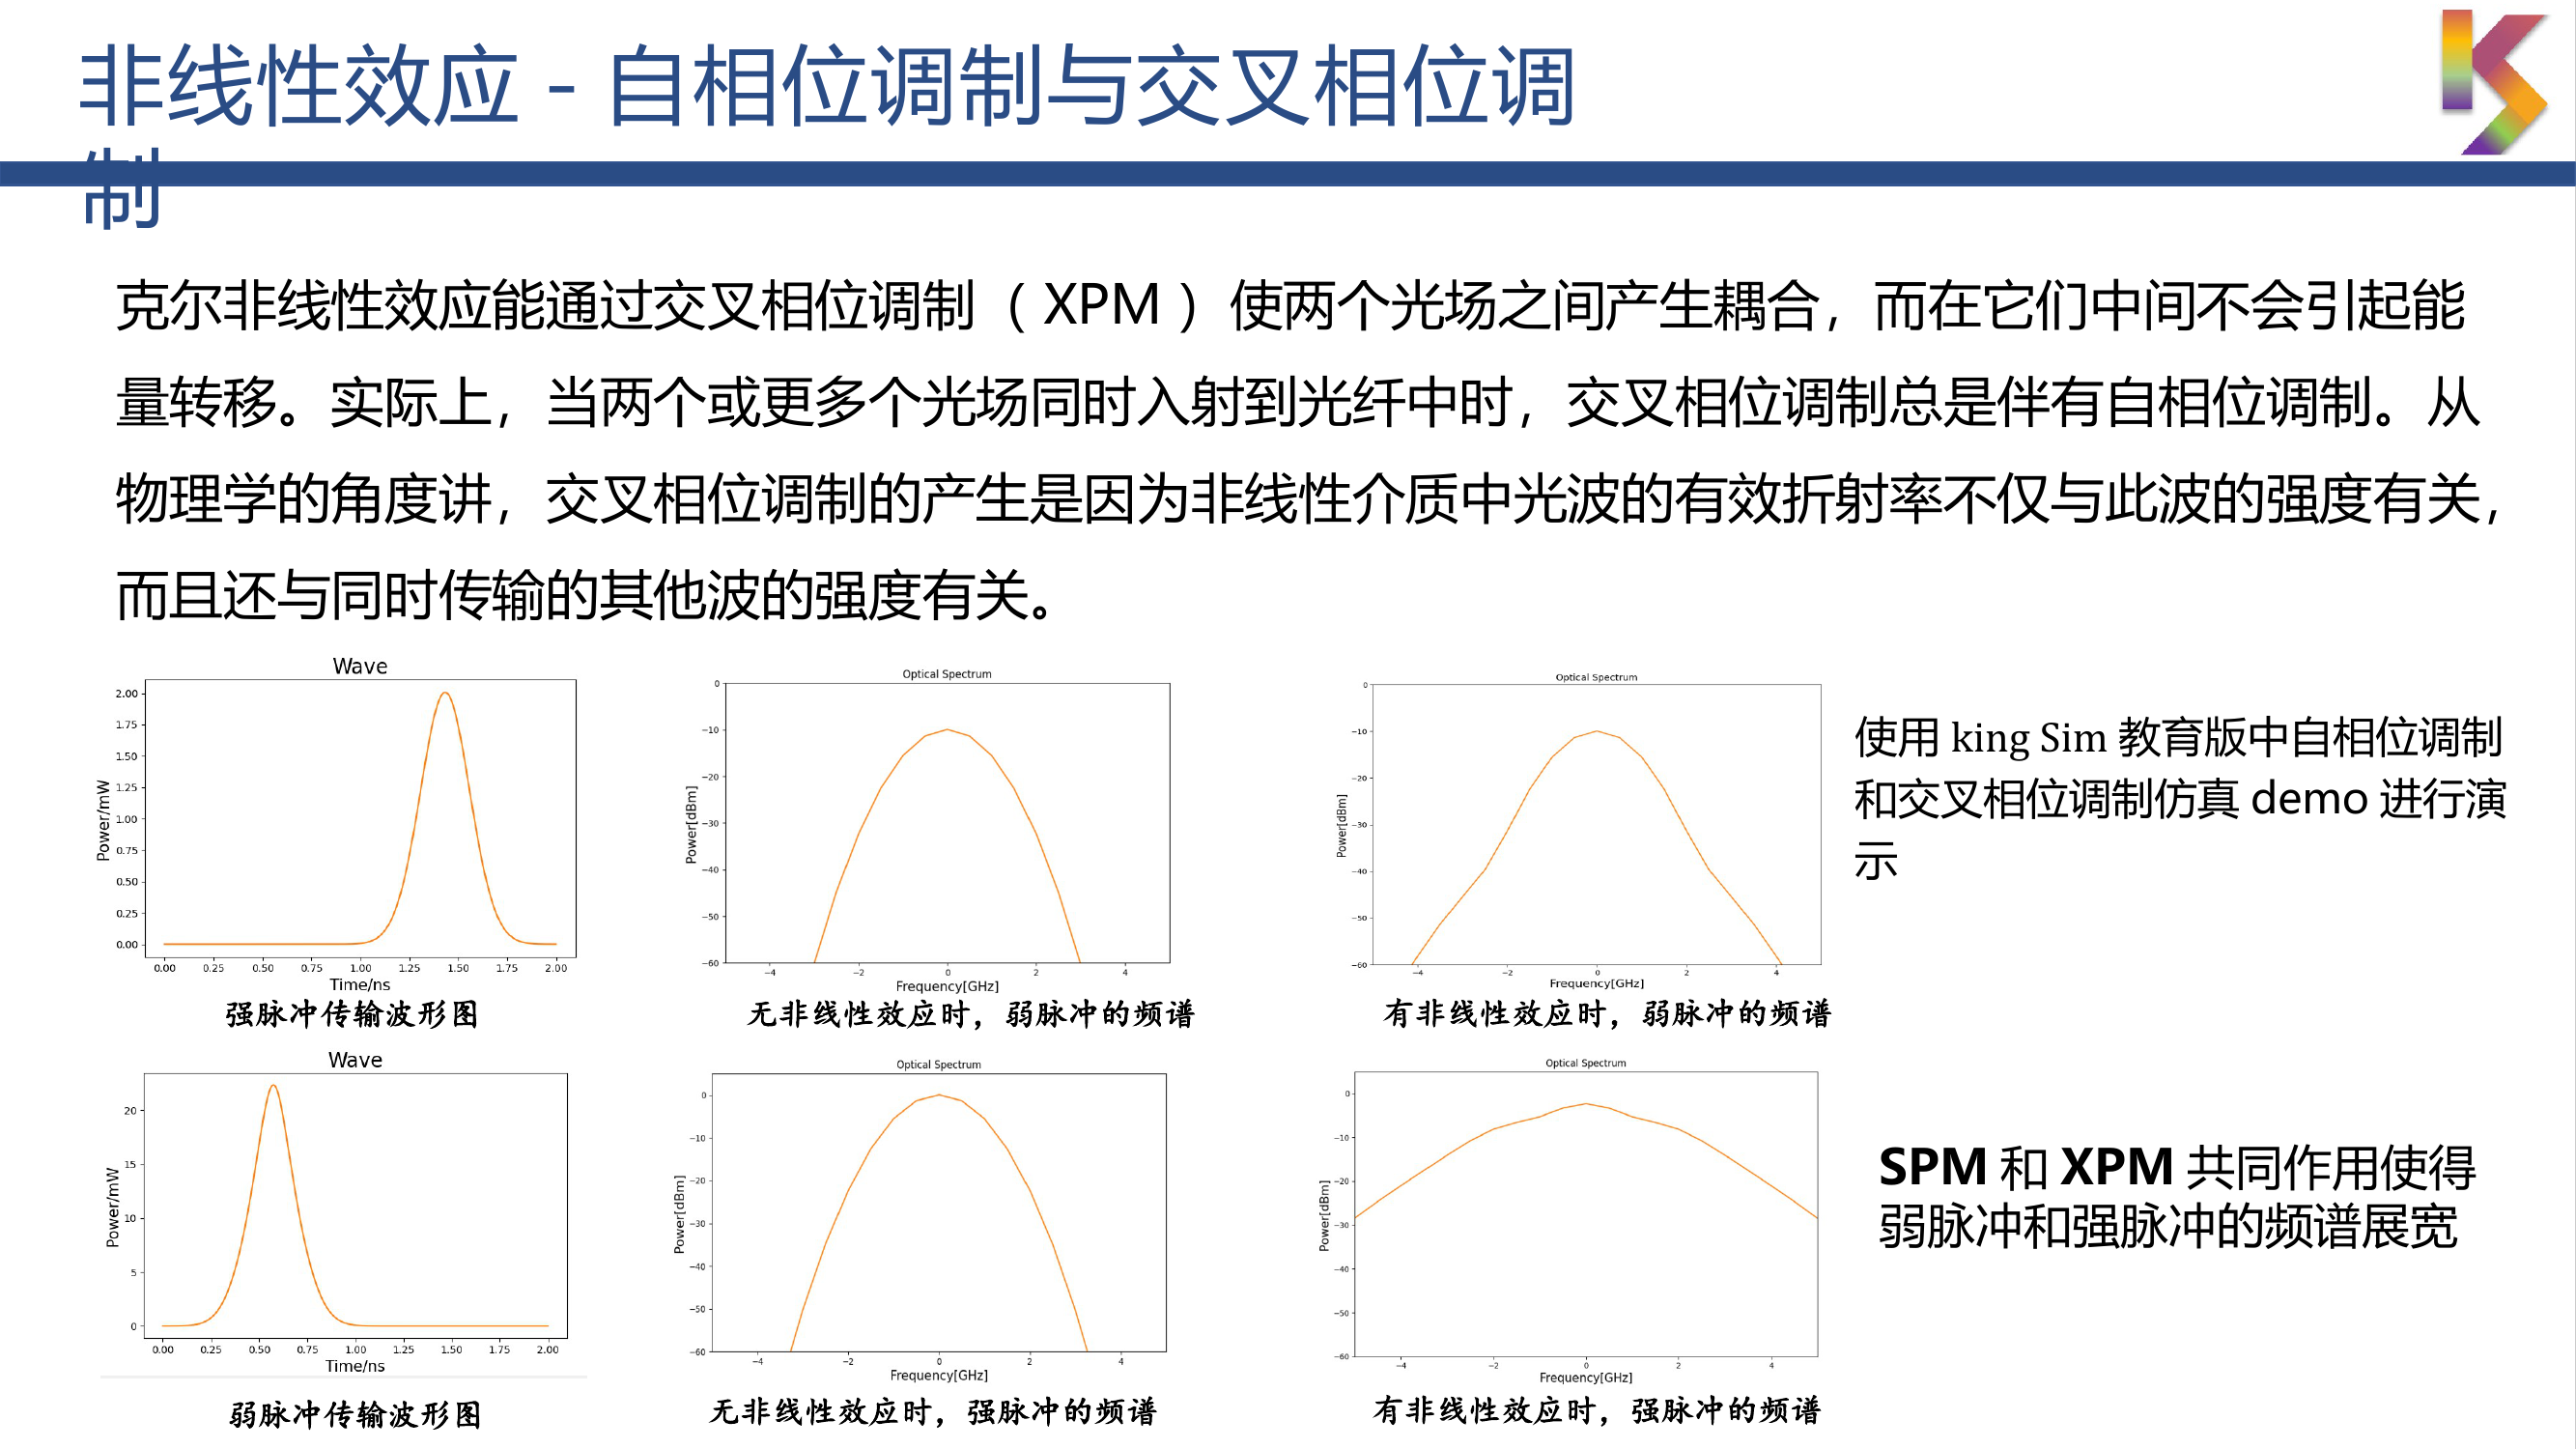 非线性效应 - 自相位调制与交叉相位调
制
克尔非线性效应能通过交叉相位调制（XPM）使两个光场之间产生耦合，而在它们中间不会引起能
量转移。实际上，当两个或更多个光场同时入射到光纤中时，交叉相位调制总是伴有自相位调制。从
物理学的角度讲，交叉相位调制的产生是因为非线性介质中光波的有效折射率不仅与此波的强度有关，
而且还与同时传输的其他波的强度有关。
Wave
Power/mW
2.00
1.75
1.50
1.25
1.00
0.75
0.50
0.25
0.00
0.00 0.25 0.50 0.75 1.00 1.25 1.50 1.75 2.00
Time/ns
强脉冲传输波形图
Optical Spectrum
Power[dBm]
0
−10
−20
−30
−40
−50
−60
−4 −2 0 2 4
Frequency[GHz]
无非线性效应时，弱脉冲的频谱
Optical Spectrum
Power[dBm]
0
−10
−20
−30
−40
−50
−60
−4 −2 0 2 4
Frequency[GHz]
有非线性效应时，弱脉冲的频谱
使用 king Sim 教育版中自相位调制
和交叉相位调制仿真 demo 进行演
示
Wave
Power/mW
20
15
10
5
0
0.00 0.25 0.50 0.75 1.00 1.25 1.50 1.75 2.00
Time/ns
弱脉冲传输波形图
Optical Spectrum
Power[dBm]
0
−10
−20
−30
−40
−50
−60
−4 −2 0 2 4
Frequency[GHz]
无非线性效应时，强脉冲的频谱
Optical Spectrum
Power[dBm]
0
−10
−20
−30
−40
−50
−60
−4 −2 0 2 4
Frequency[GHz]
有非线性效应时，强脉冲的频谱
SPM 和 XPM 共同作用使得
弱脉冲和强脉冲的频谱展宽